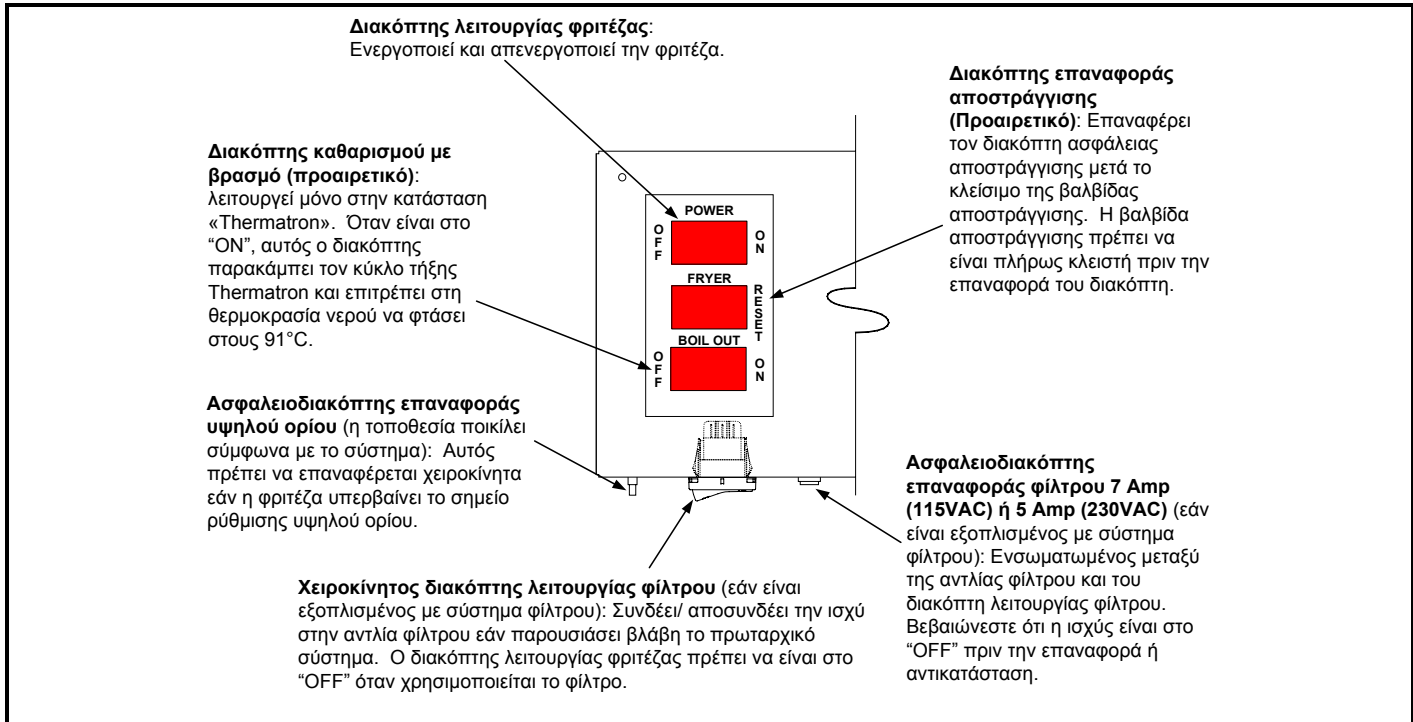 Διακόπτης λειτουργίας φριτέζας:
Ενεργοποιεί και απενεργοποιεί την φριτέζα.
Διακόπτης επαναφοράς
αποστράγγισης
(Προαιρετικό): Επαναφέρει
τον διακόπτη ασφάλειας
αποστράγγισης μετά το
κλείσιμο της βαλβίδας
αποστράγγισης. Η βαλβίδα
αποστράγγισης πρέπει να
είναι πλήρως κλειστή πριν την
επαναφορά του διακόπτη.
Διακόπτης καθαρισμού με
βρασμό (προαιρετικό):
λειτουργεί μόνο στην κατάσταση
«Thermatron». Όταν είναι στο
“ON”, αυτός ο διακόπτης
παρακάμπτει τον κύκλο τήξης
Thermatron και επιτρέπει στη
θερμοκρασία νερού να φτάσει
στους 91°C.
POWER
OFF
ON
FRYER
RESET
BOIL OUT
OFF
ON
Ασφαλειοδιακόπτης επαναφοράς
υψηλού ορίου (η τοποθεσία ποικίλει
σύμφωνα με το σύστημα): Αυτός
πρέπει να επαναφέρεται χειροκίνητα
εάν η φριτέζα υπερβαίνει το σημείο
ρύθμισης υψηλού ορίου.
Χειροκίνητος διακόπτης λειτουργίας φίλτρου (εάν είναι
εξοπλισμένος με σύστημα φίλτρου): Συνδέει/ αποσυνδέει την ισχύ
στην αντλία φίλτρου εάν παρουσιάσει βλάβη το πρωταρχικό
σύστημα. Ο διακόπτης λειτουργίας φριτέζας πρέπει να είναι στο
“OFF” όταν χρησιμοποιείται το φίλτρο.
Ασφαλειοδιακόπτης
επαναφοράς φίλτρου 7 Amp
(115VAC) ή 5 Amp (230VAC) (εάν
είναι εξοπλισμένος με σύστημα
φίλτρου): Ενσωματωμένος μεταξύ
της αντλίας φίλτρου και του
διακόπτη λειτουργίας φίλτρου.
Βεβαιώνεστε ότι η ισχύς είναι στο
“OFF” πριν την επαναφορά ή
αντικατάσταση.